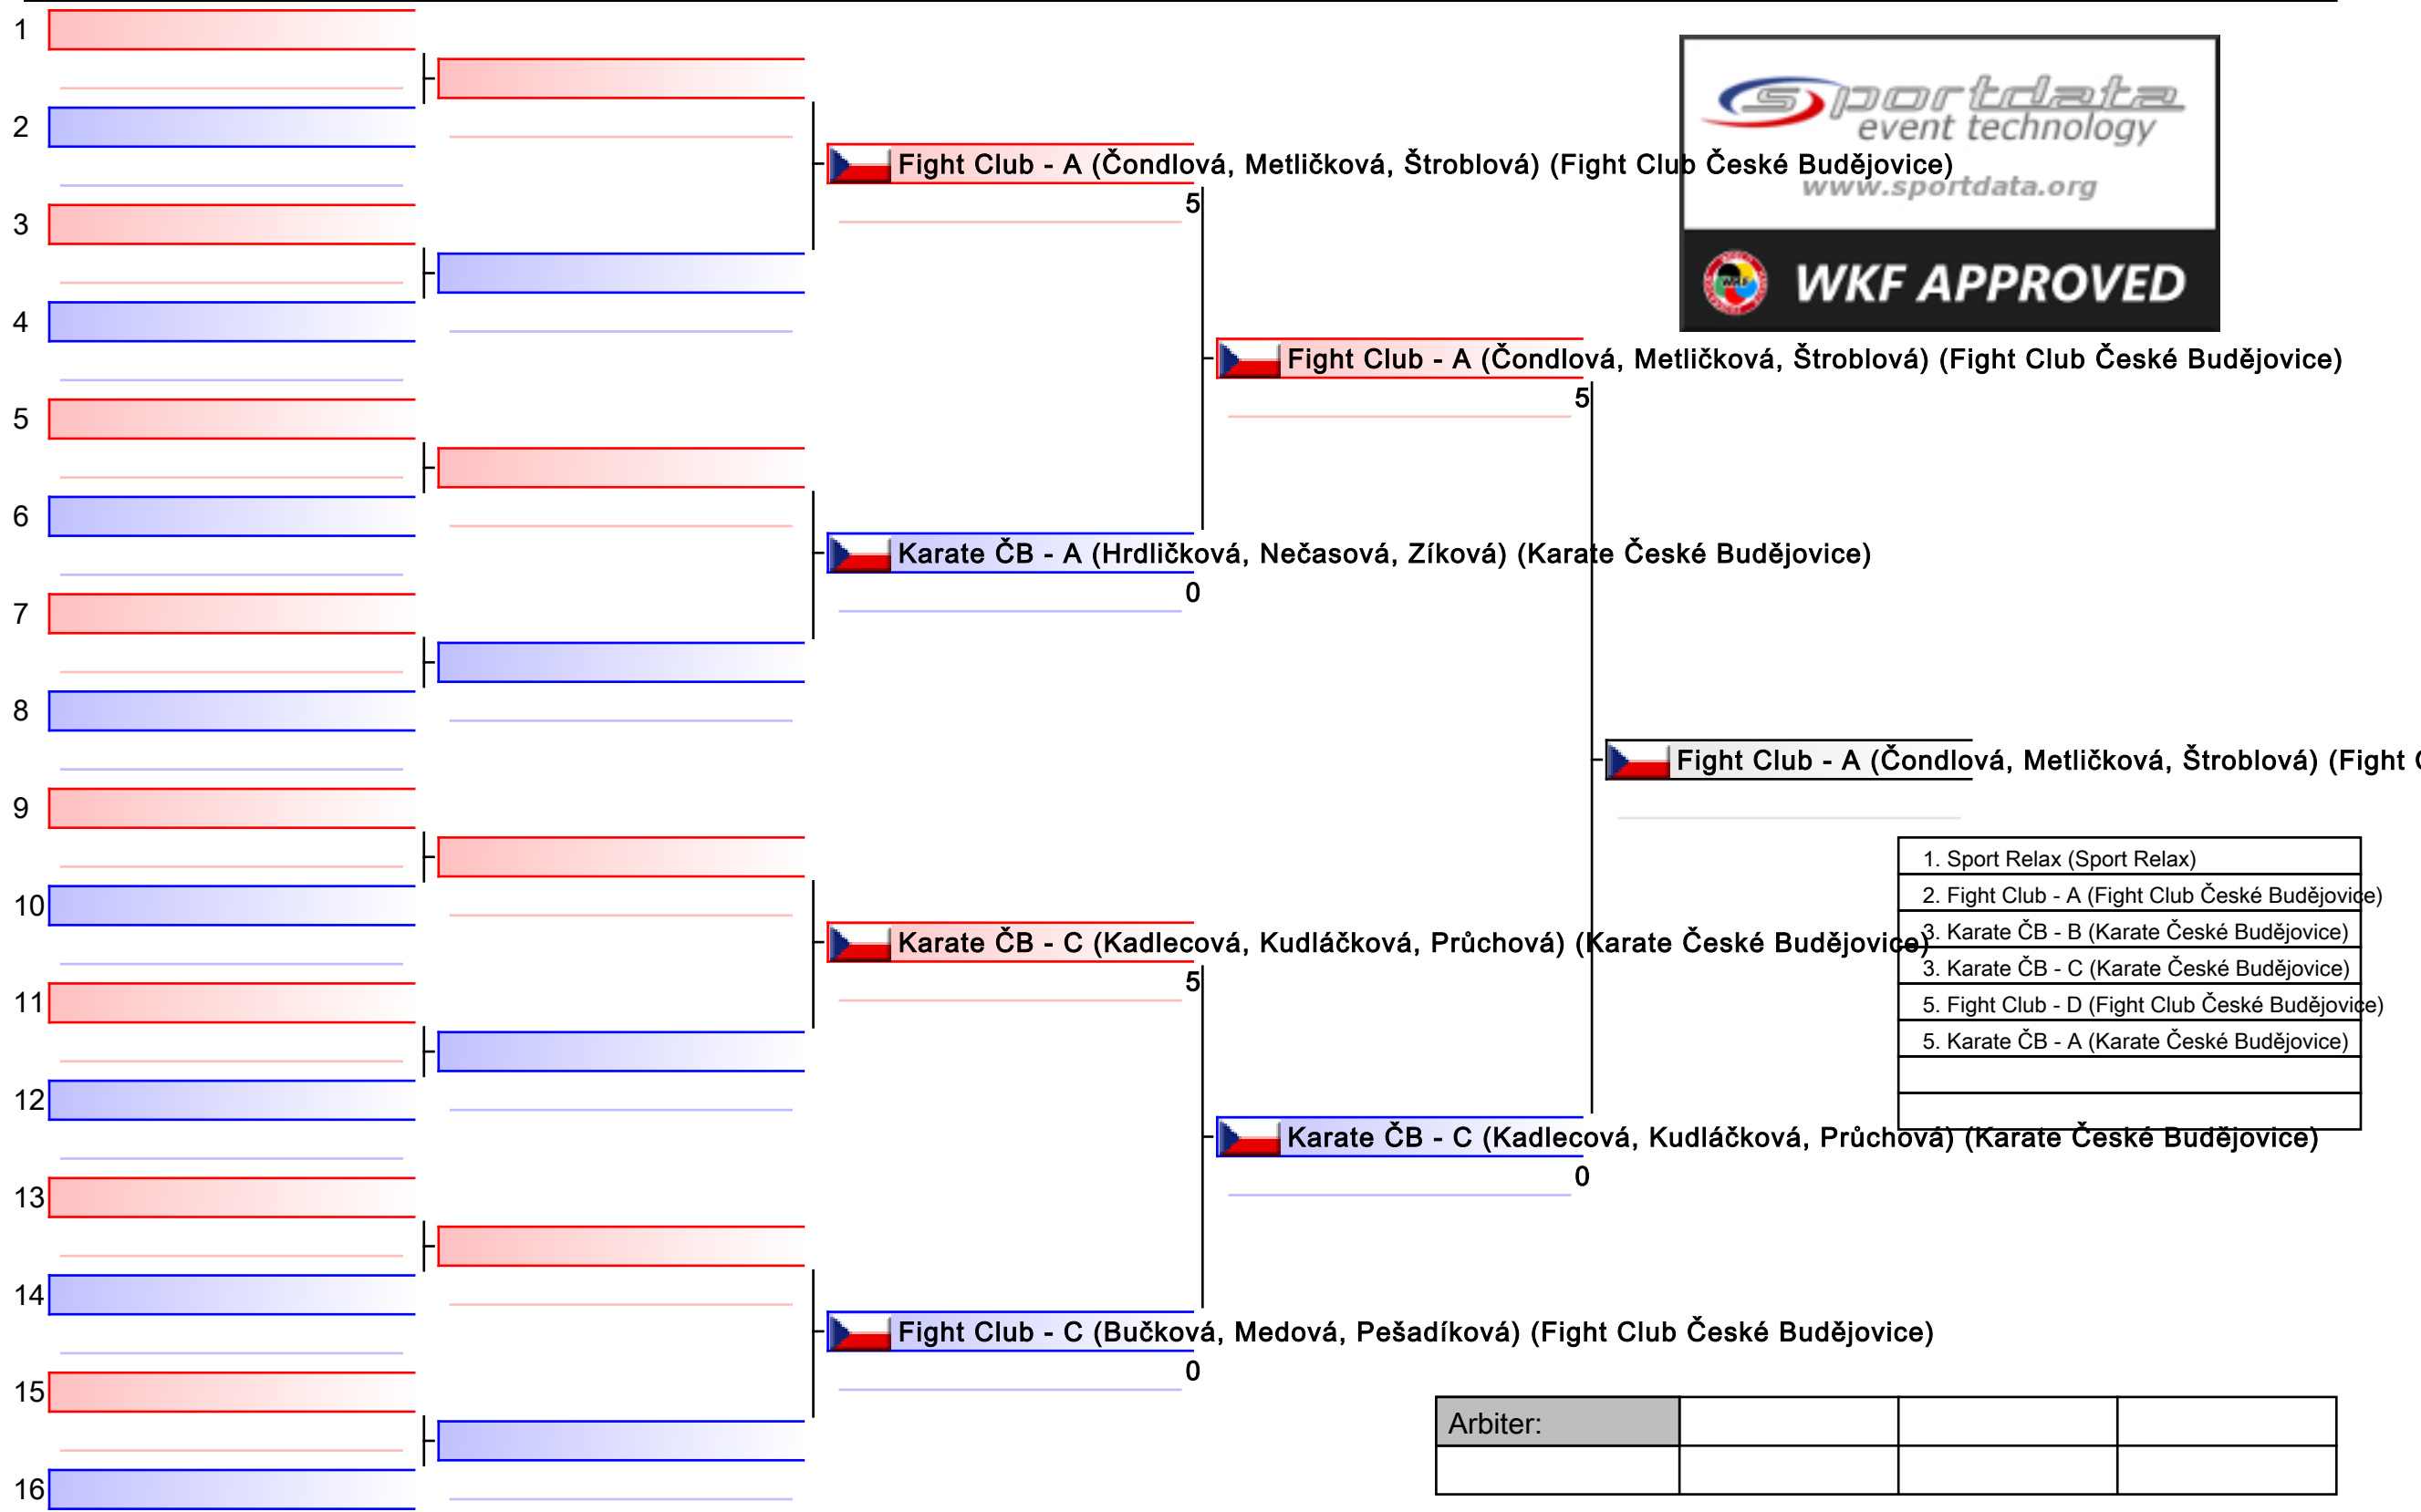 1
2
3
4
5
6
7
8
9
10
11
12
13
14
15
16
Fight Club - A (Čondlová, Metličková, Štroblová) (Fight Club České Budějovice)
5
Karate ČB - A (Hrdličková, Nečasová, Zíková) (Karate České Budějovice)
0
Karate ČB - C (Kadlecová, Kudláčková, Průchová) (Karate České Budějovice)
5
Fight Club - C (Bučková, Medová, Pešadíková) (Fight Club České Budějovice)
0
Fight Club - A (Čondlová, Metličková, Štroblová) (Fight Club České Budějovice)
5
Karate ČB - C (Kadlecová, Kudláčková, Průchová) (Karate České Budějovice)
0
Fight Club - A (Čondlová, Metličková, Štroblová) (Fight C
sportdata
event technology
www.sportdata.org
WKF
WKF APPROVED
1. Sport Relax (Sport Relax)
2. Fight Club - A (Fight Club České Budějovice)
3. Karate ČB - B (Karate České Budějovice)
3. Karate ČB - C (Karate České Budějovice)
5. Fight Club - D (Fight Club České Budějovice)
5. Karate ČB - A (Karate České Budějovice)
Arbiter: